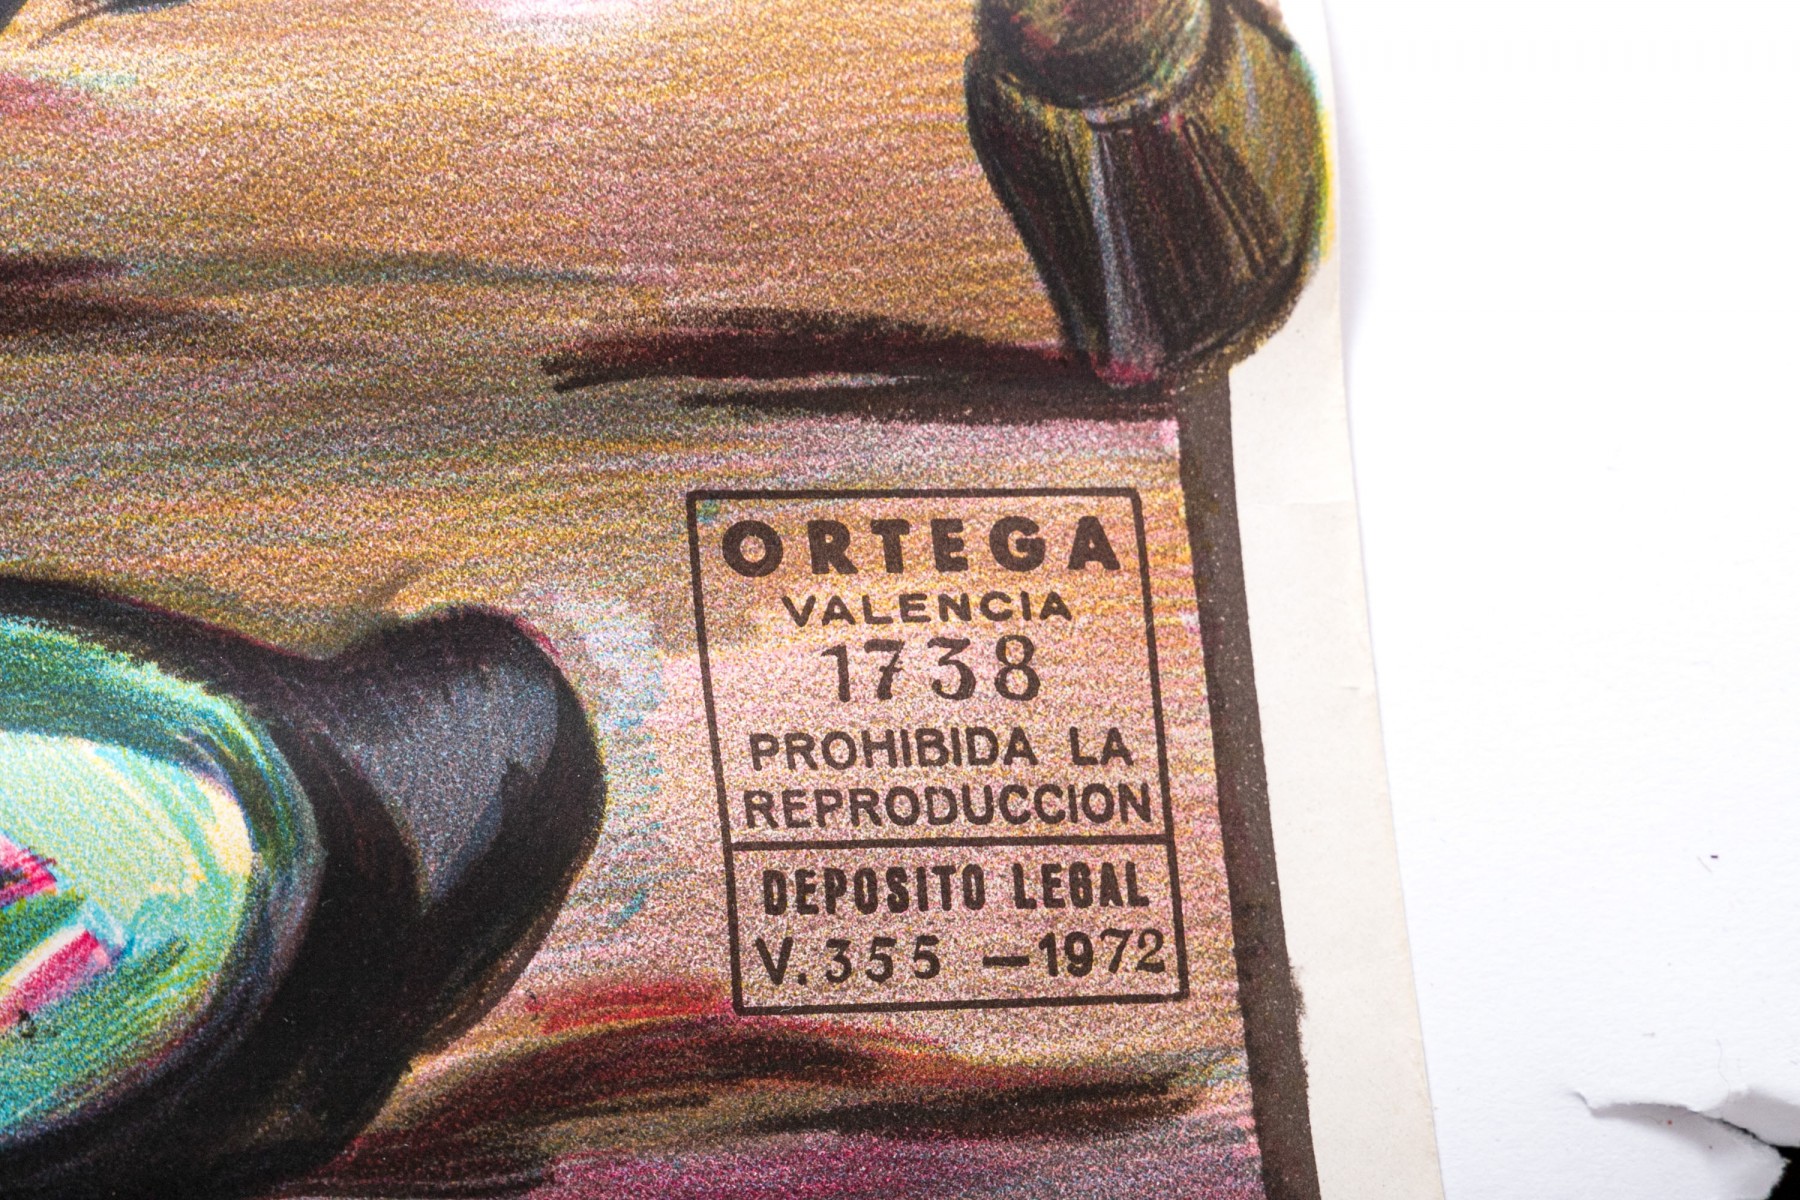 ORTEGA
VALENCIA
1738
PROHIBIDA LA
REPRODUCCION
DEPOSITO LEGAL
V. 355 — 1972